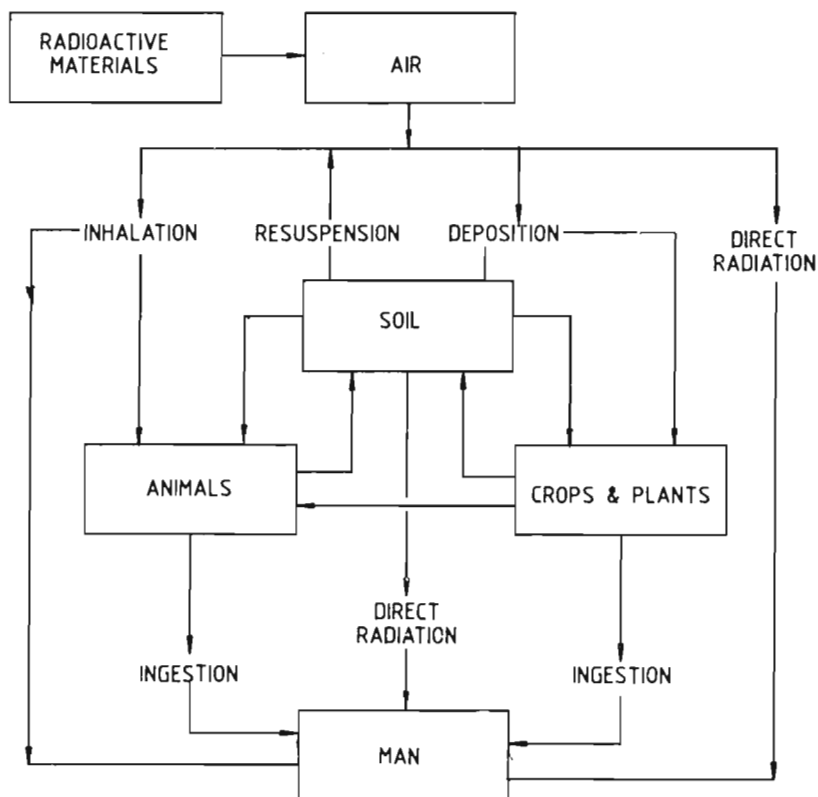 RADIOACTIVE
MATERIALS
AIR
INHALATION
RESUSPENSION
DEPOSITION
DIRECT
RADIATION
SOIL
ANIMALS
CROPS & PLANTS
DIRECT
RADIATION
INGESTION
INGESTION
MAN